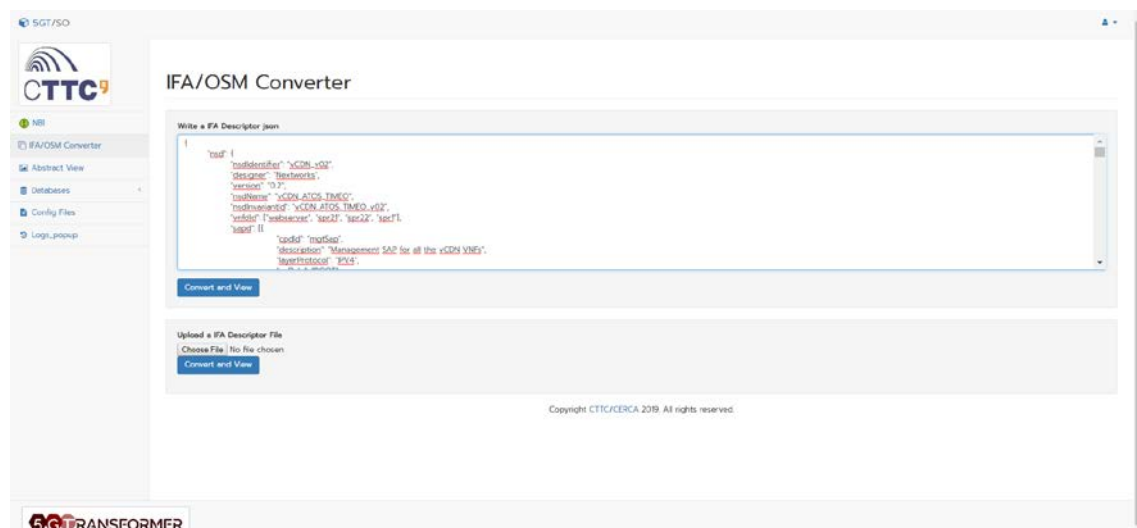 5GT/SO
CTTC9
NBI
IFA/OSM Converter
Abstract View
Databases
Config Files
Logs_popup
IFA/OSM Converter
Write a IFA Descriptor json
{
"nsd": {
"nsdIdentifier": "vCDN_v02",
"designer": "Nextworks",
"version": "0.2",
"nsdName": "vCDN_ATOS_TIMEO",
"nsdInvariantId": "vCDN_ATOS_TIMEO_v02",
"vnfdId": ["webserver", "spr21", "spr22", "spr1"],
"sapd": [{
"cpdId": "mgtSap",
"description": "Management SAP for all the vCDN VNFs",
"layerProtocol": "IPV4",
Convert and View
Upload a IFA Descriptor File
Choose File No file chosen
Convert and View
Copyright CTTC/CERCA 2019. All rights reserved.
5GTRANSFORMER